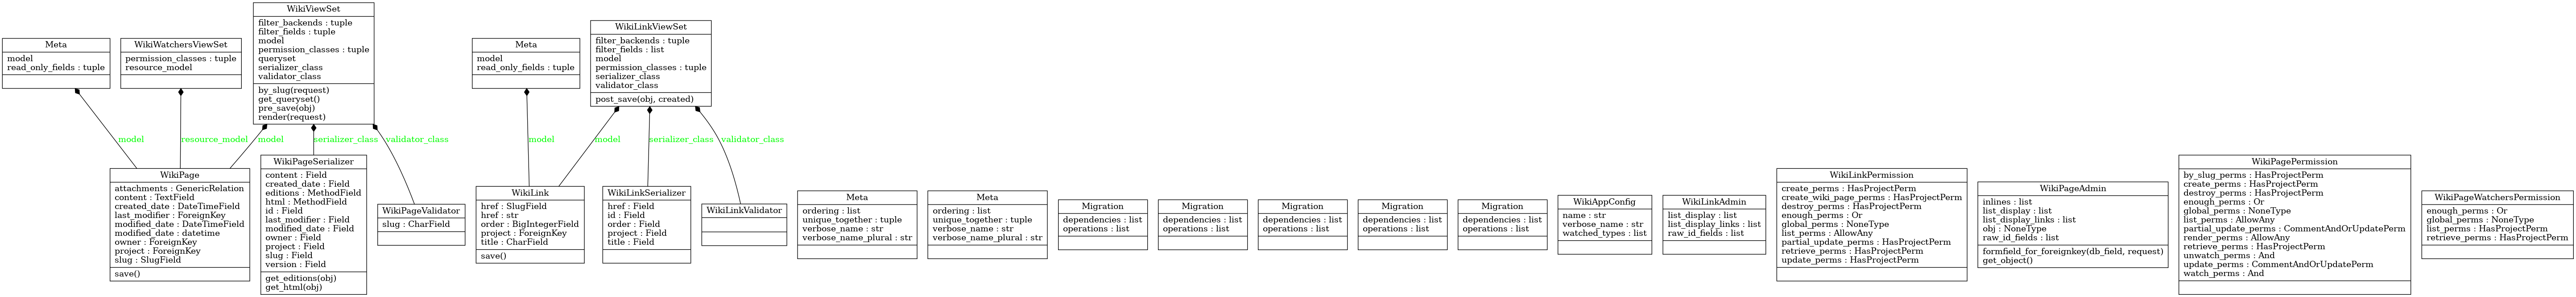 WikiViewSet
filter_backends : tuple
filter_fields : tuple
model
permission_classes : tuple
queryset
serializer_class
validator_class
by_slug(request)
get_queryset()
pre_save(obj)
render(request)
WikiLinkViewSet
filter_backends : tuple
filter_fields : list
model
permission_classes : tuple
serializer_class
validator_class
post_save(obj, created)
Meta
model
read_only_fields : tuple
WikiWatchersViewSet
permission_classes : tuple
resource_model
Meta
model
read_only_fields : tuple
model
resource_model
model
serializer_class
validator_class
model
model
serializer_class
validator_class
WikiPage
attachments : GenericRelation
content : TextField
created_date : DateTimeField
last_modifier : ForeignKey
modified_date : DateTimeField
modified_date : datetime
owner : ForeignKey
project : ForeignKey
slug : SlugField
save()
WikiPageSerializer
content : Field
created_date : Field
editions : MethodField
html : MethodField
id : Field
last_modifier : Field
modified_date : Field
owner : Field
project : Field
slug : Field
version : Field
get_editions(obj)
get_html(obj)
WikiPageValidator
slug : CharField
WikiLink
href : SlugField
href : str
order : BigIntegerField
project : ForeignKey
title : CharField
save()
WikiLinkSerializer
href : Field
id : Field
order : Field
project : Field
title : Field
WikiLinkValidator
Meta
ordering : list
unique_together : tuple
verbose_name : str
verbose_name_plural : str
Meta
ordering : list
unique_together : tuple
verbose_name : str
verbose_name_plural : str
Migration
dependencies : list
operations : list
Migration
dependencies : list
operations : list
Migration
dependencies : list
operations : list
Migration
dependencies : list
operations : list
Migration
dependencies : list
operations : list
WikiAppConfig
name : str
verbose_name : str
watched_types : list
WikiLinkAdmin
list_display : list
list_display_links : list
raw_id_fields : list
WikiLinkPermission
create_perms : HasProjectPerm
create_wiki_page_perms : HasProjectPerm
destroy_perms : HasProjectPerm
enough_perms : Or
global_perms : NoneType
list_perms : AllowAny
partial_update_perms : HasProjectPerm
retrieve_perms : HasProjectPerm
update_perms : HasProjectPerm
WikiPageAdmin
inlines : list
list_display : list
list_display_links : list
obj : NoneType
raw_id_fields : list
formfield_for_foreignkey(db_field, request)
get_object()
WikiPagePermission
by_slug_perms : HasProjectPerm
create_perms : HasProjectPerm
destroy_perms : HasProjectPerm
enough_perms : Or
global_perms : NoneType
list_perms : AllowAny
partial_update_perms : CommentAndOrUpdatePerm
render_perms : AllowAny
retrieve_perms : HasProjectPerm
unwatch_perms : And
update_perms : CommentAndOrUpdatePerm
watch_perms : And
WikiPageWatchersPermission
enough_perms : Or
global_perms : NoneType
list_perms : HasProjectPerm
retrieve_perms : HasProjectPerm